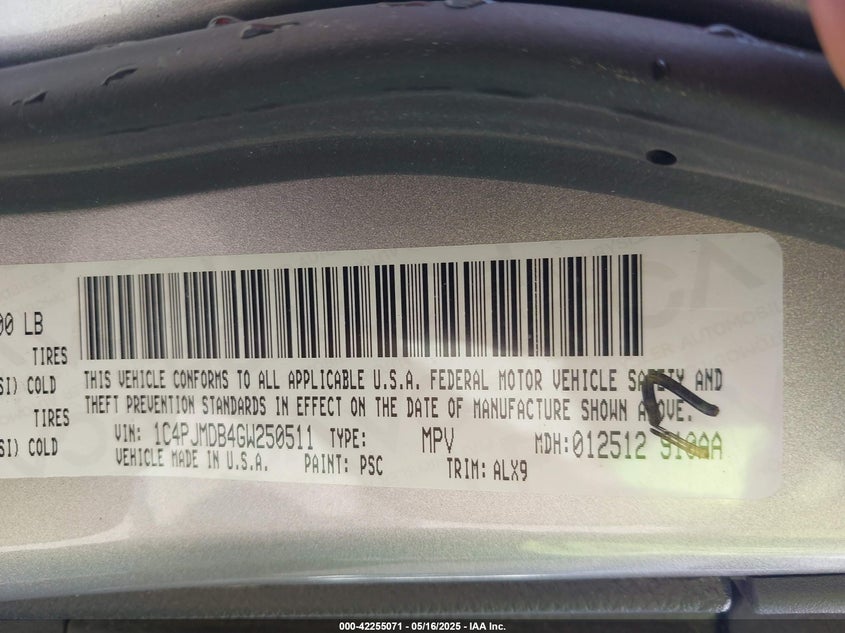 00 LB
TIRES
SI) COLD
TIRES
SI) COLD
THIS VEHICLE CONFORMS TO ALL APPLICABLE U.S.A. FEDERAL MOTOR VEHICLE SAFETY AND
THEFT PREVENTION STANDARDS IN EFFECT ON THE DATE OF MANUFACTURE SHOWN ABOVE.
VIN: 1C4PJMDB4GW250511 TYPE: MPV MDH:012512 910AA
VEHICLE MADE IN U.S.A. PAINT: PSC TRIM: ALX9
000-42255071 - 05/16/2025 - IAA Inc.